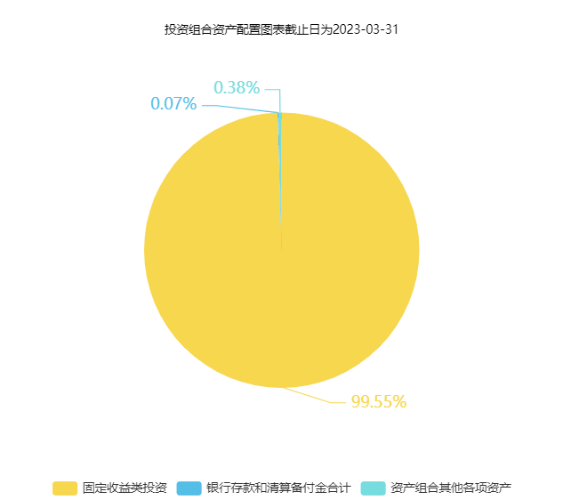 投资组合资产配置图表截止日为2023-03-31
0.38%
0.07%
99.55%
固定收益类投资 银行存款和清算备付金合计 资产组合其他各项资产